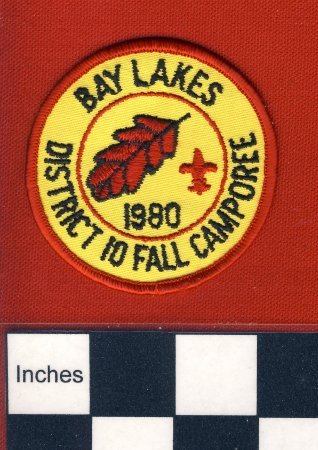 BAY LAKES
1980
DISTRICT 10 FALL CAMPOREE
Inches